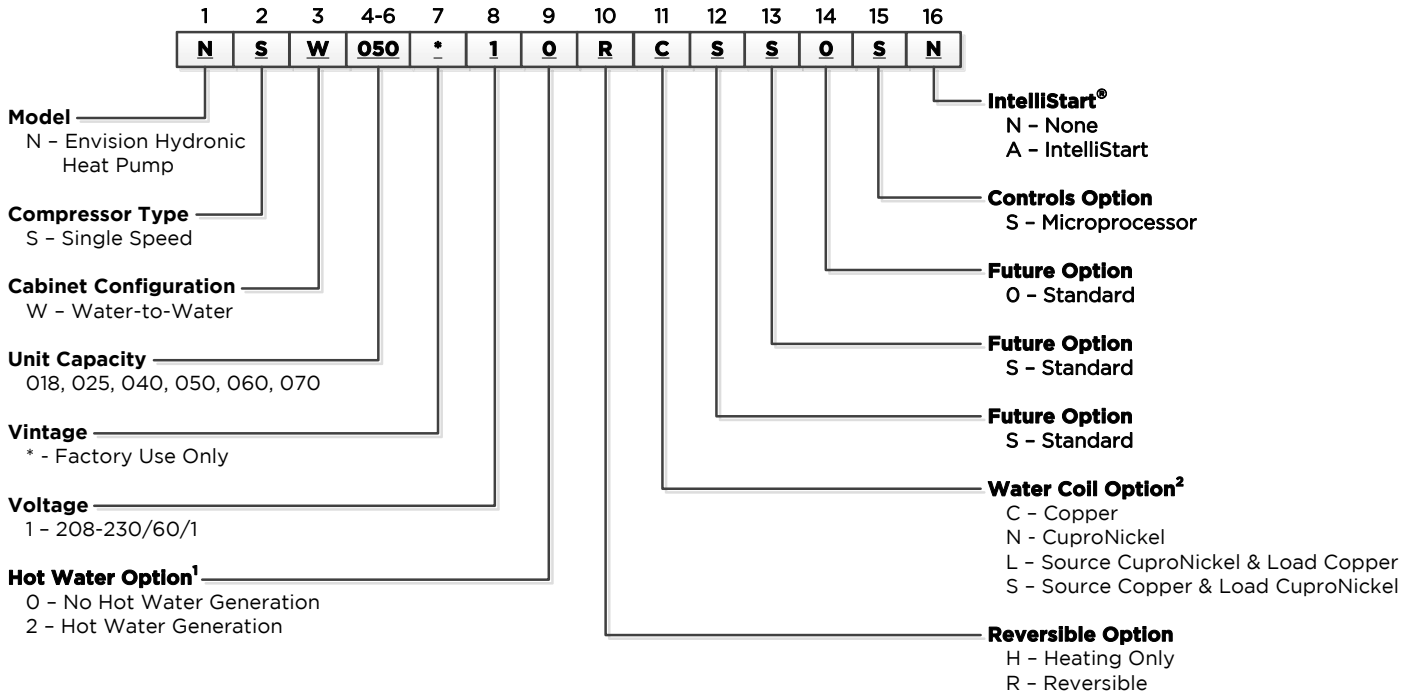 1 2 3 4-6 7 8 9 10 11 12 13 14 15 16
N S W 050 * 1 0 R C S S 0 S N
Model
N – Envision Hydronic
Heat Pump
Compressor Type
S – Single Speed
Cabinet Configuration
W – Water-to-Water
Unit Capacity
018, 025, 040, 050, 060, 070
Vintage
* - Factory Use Only
Voltage
1 – 208-230/60/1
Hot Water Option¹
0 – No Hot Water Generation
2 – Hot Water Generation
IntelliStart®
N – None
A – IntelliStart
Controls Option
S – Microprocessor
Future Option
0 – Standard
Future Option
S – Standard
Future Option
S – Standard
Water Coil Option²
C – Copper
N - CuproNickel
L – Source CuproNickel & Load Copper
S – Source Copper & Load CuproNickel
Reversible Option
H – Heating Only
R – Reversible